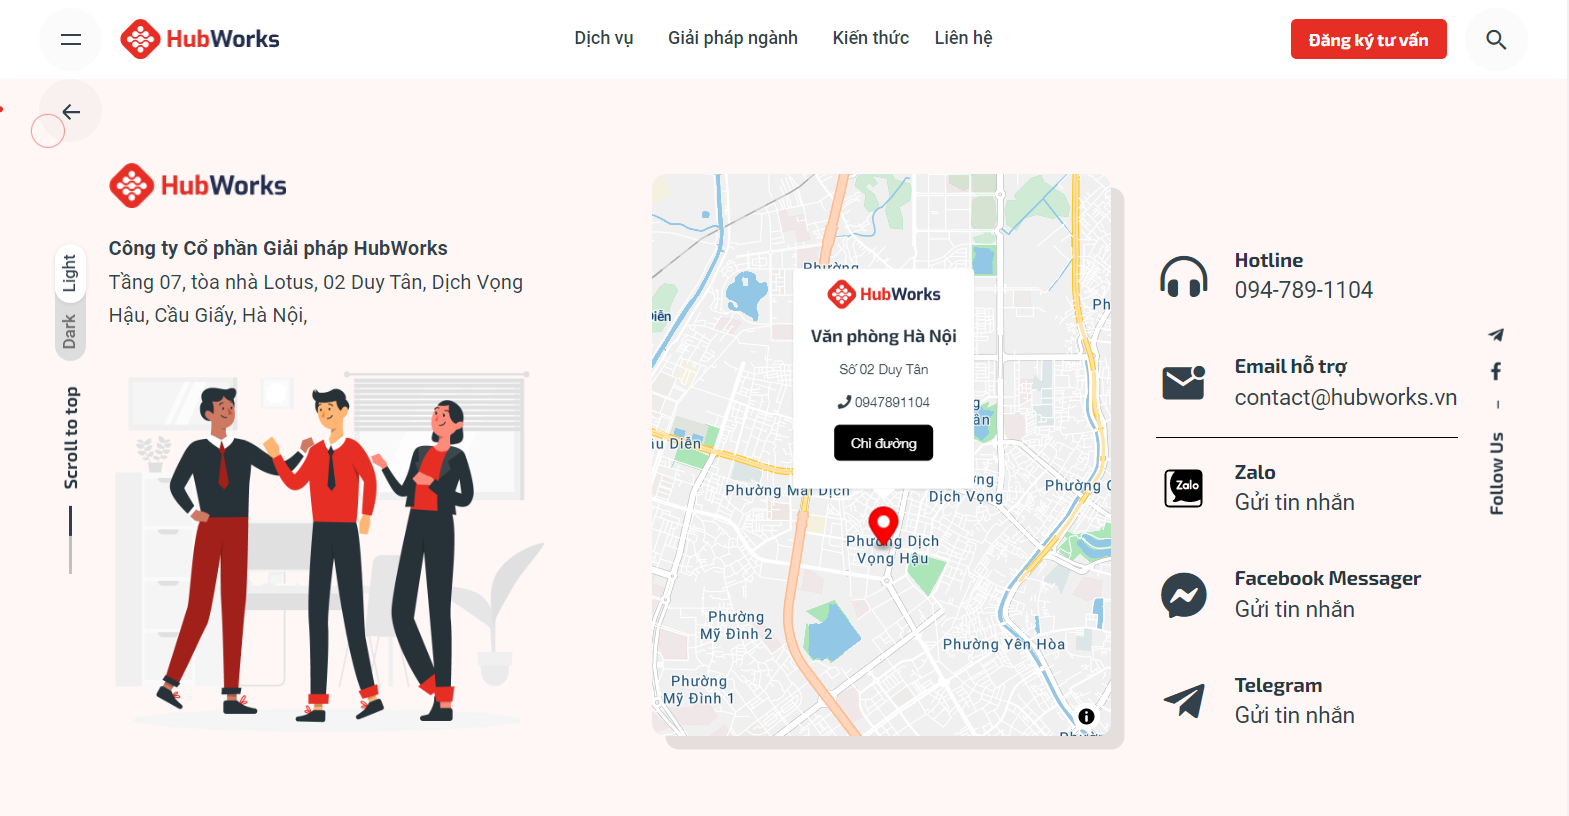 HubWorks
Dịch vụ
Giải pháp ngành
Kiến thức
Liên hệ
Đăng ký tư vấn
HubWorks
Công ty Cổ phần Giải pháp HubWorks
Tầng 07, tòa nhà Lotus, 02 Duy Tân, Dịch Vọng
Hậu, Cầu Giấy, Hà Nội,
Light
Dark
Scroll to top
Phường
HubWorks
Văn phòng Hà Nội
Số 02 Duy Tân
0947891104
Chỉ đường
Phường Mai Dịch
Dịch Vọng
Phường Dịch
Vọng Hậu
Phường
Mỹ Đình 2
Phường Yên Hòa
Phường
Mỹ Đình 1
Hotline
094-789-1104
Email hỗ trợ
contact@hubworks.vn
Zalo
Zalo
Gửi tin nhắn
Facebook Messager
Gửi tin nhắn
Telegram
Gửi tin nhắn
Follow Us –